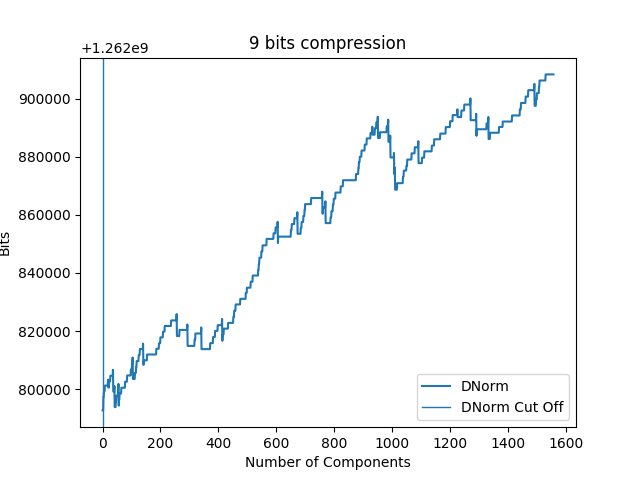 9 bits compression
+1.262e9
900000
880000
860000
840000
820000
800000
Bits
0
200
400
600
800
1000
1200
1400
1600
Number of Components
DNorm
DNorm Cut Off